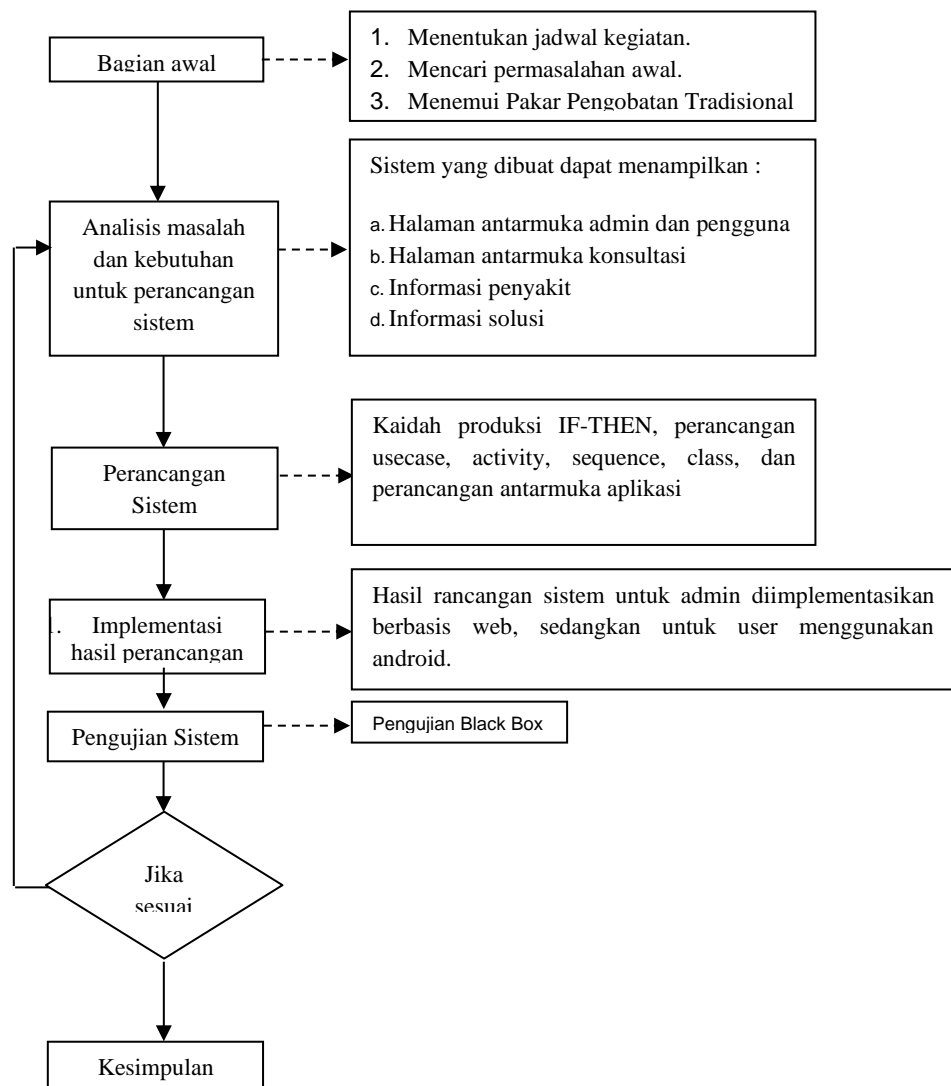 Bagian awal
1. Menentukan jadwal kegiatan.
2. Mencari permasalahan awal.
3. Menemui Pakar Pengobatan Tradisional
Analisis masalah
dan kebutuhan
untuk perancangan
sistem
Sistem yang dibuat dapat menampilkan :
a. Halaman antarmuka admin dan pengguna
b. Halaman antarmuka konsultasi
c. Informasi penyakit
d. Informasi solusi
Perancangan
Sistem
Kaidah produksi IF-THEN, perancangan
usecase, activity, sequence, class, dan
perancangan antarmuka aplikasi
1. Implementasi
hasil perancangan
Hasil rancangan sistem untuk admin diimplementasikan
berbasis web, sedangkan untuk user menggunakan
android.
Pengujian Sistem
Pengujian Black Box
Jika
sesuai
Kesimpulan